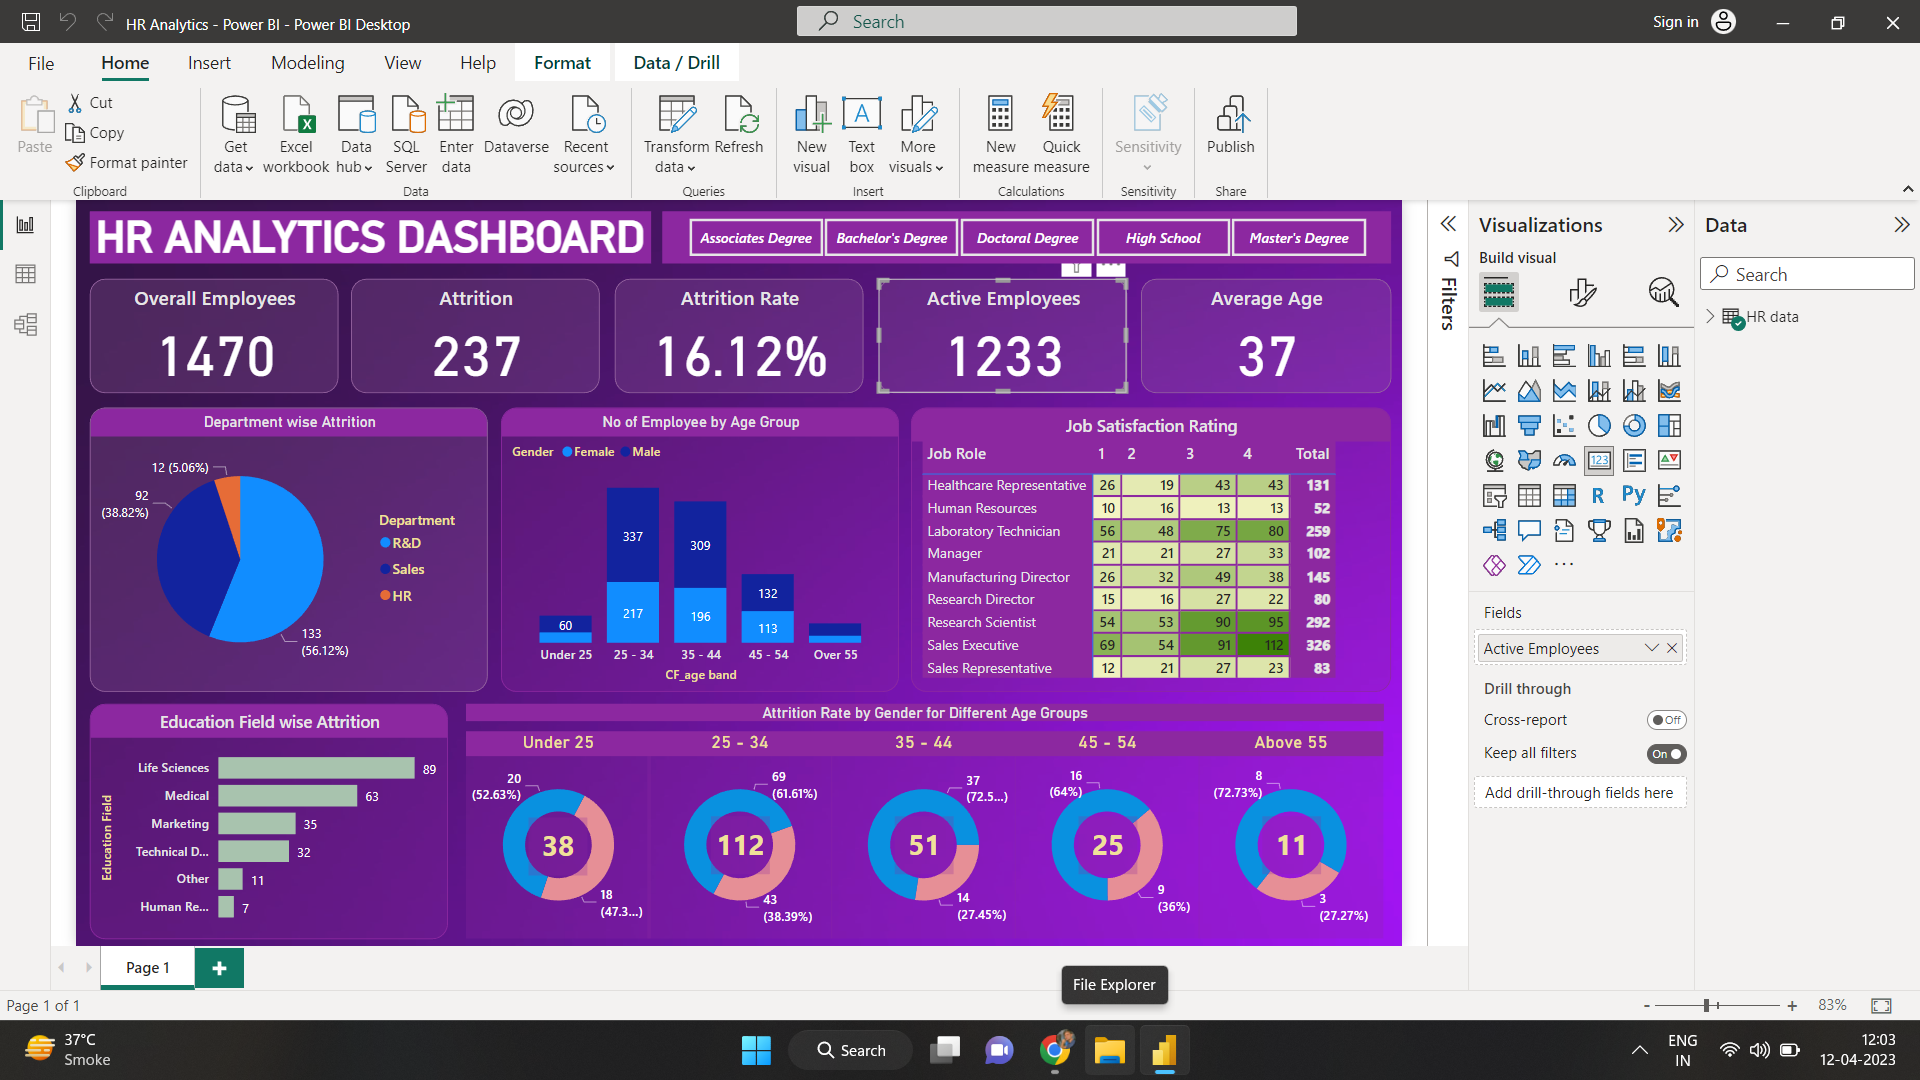 HR Analytics - Power BI - Power BI Desktop
Search
Sign in
File Home Insert Modeling View Help Format Data / Drill
Paste
Cut
Copy
Format painter
Clipboard
Get data
Excel workbook
Data hub
SQL Server
Enter data
Dataverse
Recent sources
Data
Transform data
Refresh
Queries
New visual
Text box
More visuals
Insert
New measure
Quick measure
Calculations
Sensitivity
Sensitivity
Publish
Share
HR ANALYTICS DASHBOARD
Associates Degree
Bachelor's Degree
Doctoral Degree
High School
Master's Degree
Overall Employees
1470
Attrition
237
Attrition Rate
16.12%
Active Employees
1233
Average Age
37
Department wise Attrition
12 (5.06%)
92
(38.82%)
133
(56.12%)
Department
R&D
Sales
HR
No of Employee by Age Group
Gender Female Male
60
337
217
309
196
132
113
Under 25 25 - 34 35 - 44 45 - 54 Over 55
CF_age band
Job Satisfaction Rating
Job Role 1 2 3 4 Total
Healthcare Representative 26 19 43 43 131
Human Resources 10 16 13 13 52
Laboratory Technician 56 48 75 80 259
Manager 21 21 27 33 102
Manufacturing Director 26 32 49 38 145
Research Director 15 16 27 22 80
Research Scientist 54 53 90 95 292
Sales Executive 69 54 91 112 326
Sales Representative 12 21 27 23 83
Education Field wise Attrition
Education Field
Life Sciences 89
Medical 63
Marketing 35
Technical D... 32
Other 11
Human Re... 7
Attrition Rate by Gender for Different Age Groups
Under 25 25 - 34 35 - 44 45 - 54 Above 55
20
(52.63%)
38
18
(47.3...)
69
(61.61%)
112
43
(38.39%)
37
(72.5...)
51
14
(27.45%)
16
(64%)
25
9
(36%)
8
(72.73%)
11
3
(27.27%)
Filters
Visualizations
Build visual
123
R
Py
...
Fields
Active Employees
Drill through
Cross-report Off
Keep all filters On
Add drill-through fields here
Data
Search
HR data
Page 1
File Explorer
Page 1 of 1
- + 83%
37°C
Smoke
Search
ENG
IN
12:03
12-04-2023